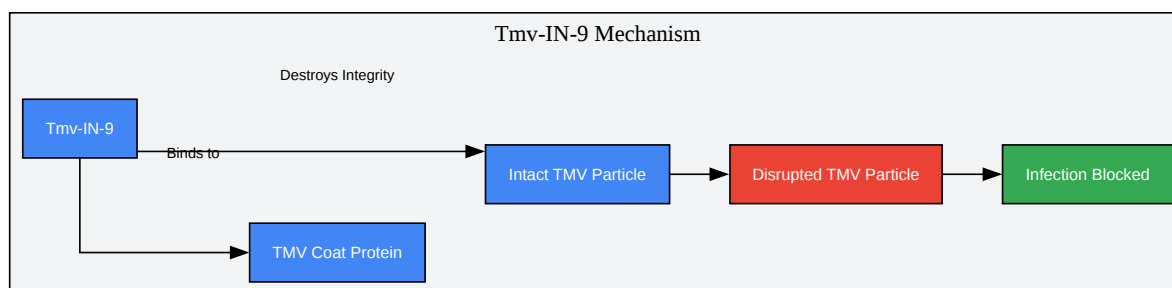 Tmv-IN-9 Mechanism
Destroys Integrity
Tmv-IN-9
Binds to
Intact TMV Particle
Disrupted TMV Particle
Infection Blocked
TMV Coat Protein